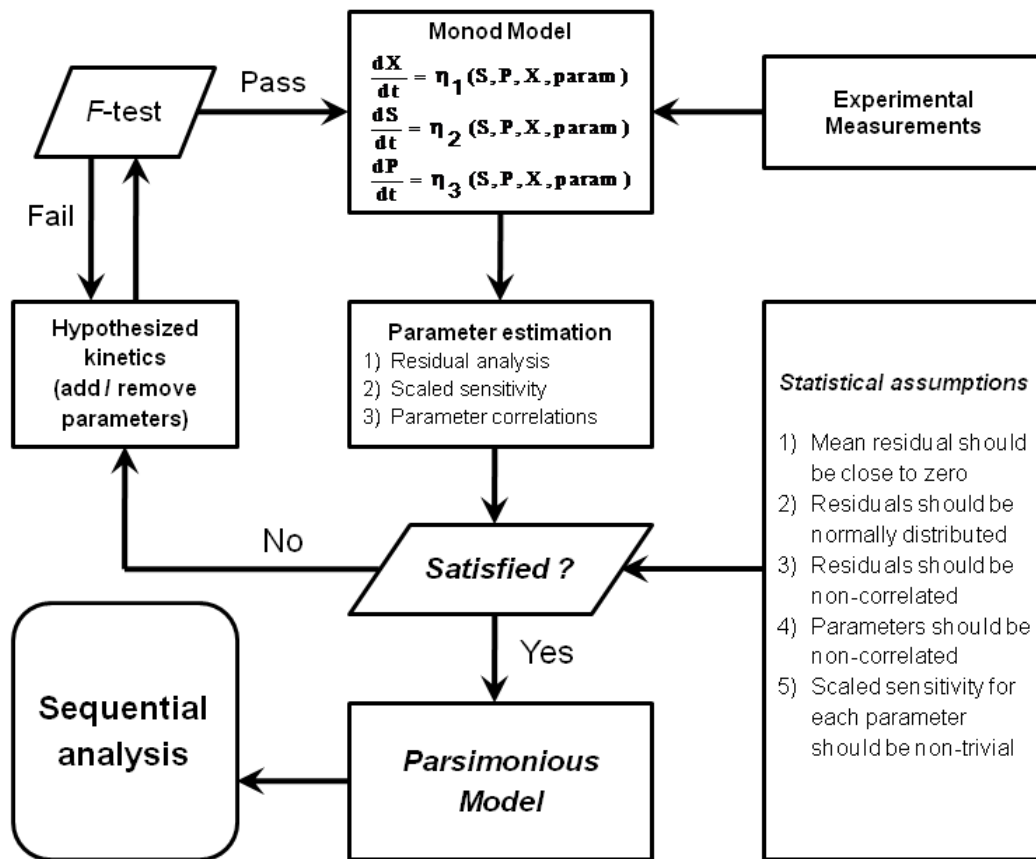 Monod Model
dX/dt = η1 (S, P, X, param)
dS/dt = η2 (S, P, X, param)
dP/dt = η3 (S, P, X, param)
Experimental
Measurements
F-test
Pass
Fail
Hypothesized
kinetics
(add / remove
parameters)
Parameter estimation
1) Residual analysis
2) Scaled sensitivity
3) Parameter correlations
Statistical assumptions
1) Mean residual should
be close to zero
2) Residuals should be
normally distributed
3) Residuals should be
non-correlated
4) Parameters should be
non-correlated
5) Scaled sensitivity for
each parameter
should be non-trivial
No
Satisfied ?
Yes
Sequential
analysis
Parsimonious
Model